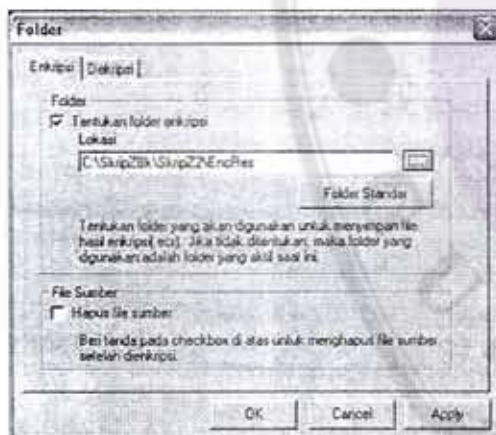 Folder
Enkripsi
Dekripsi
Folder
Tentukan folder enkripsi
Lokasi
C:\SkripZBk\SkripZ2\EncRes
...
Folder Standar
Tentukan folder yang akan digunakan untuk menyimpan file
hasil enkripsi(.ecr). Jika tidak ditentukan, maka folder yang
digunakan adalah folder yang aktif saat ini.
File Sumber
Hapus file sumber
Beri tanda pada checkbox di atas untuk menghapus file sumber
setelah dienkripsi.
OK
Cancel
Apply